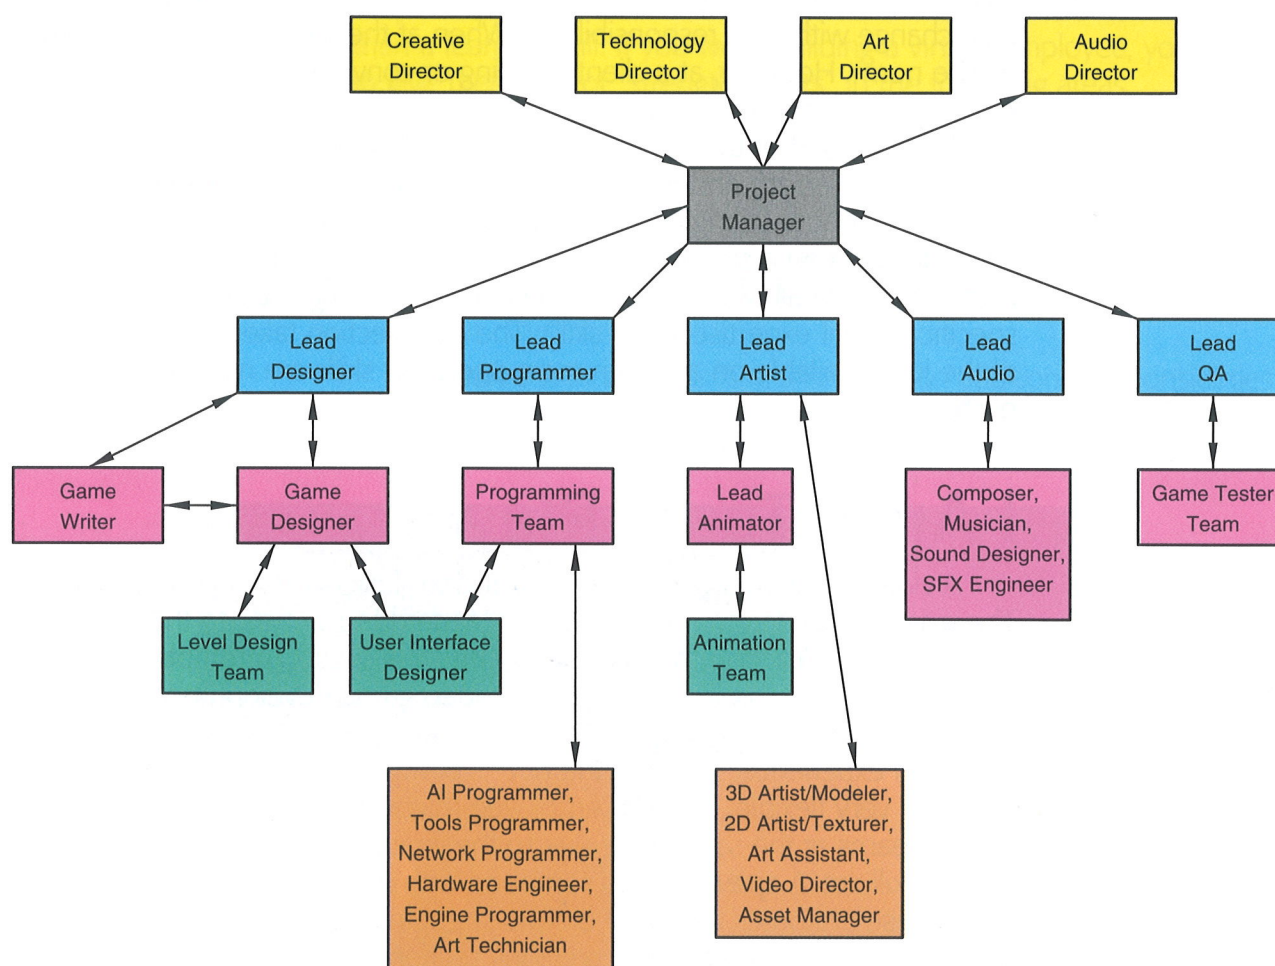 Creative
Director
Technology
Director
Art
Director
Audio
Director
Project
Manager
Lead
Designer
Lead
Programmer
Lead
Artist
Lead
Audio
Lead
QA
Game
Writer
Game
Designer
Programming
Team
Lead
Animator
Composer,
Musician,
Sound Designer,
SFX Engineer
Game Tester
Team
Level Design
Team
User Interface
Designer
Animation
Team
AI Programmer,
Tools Programmer,
Network Programmer,
Hardware Engineer,
Engine Programmer,
Art Technician
3D Artist/Modeler,
2D Artist/Texturer,
Art Assistant,
Video Director,
Asset Manager